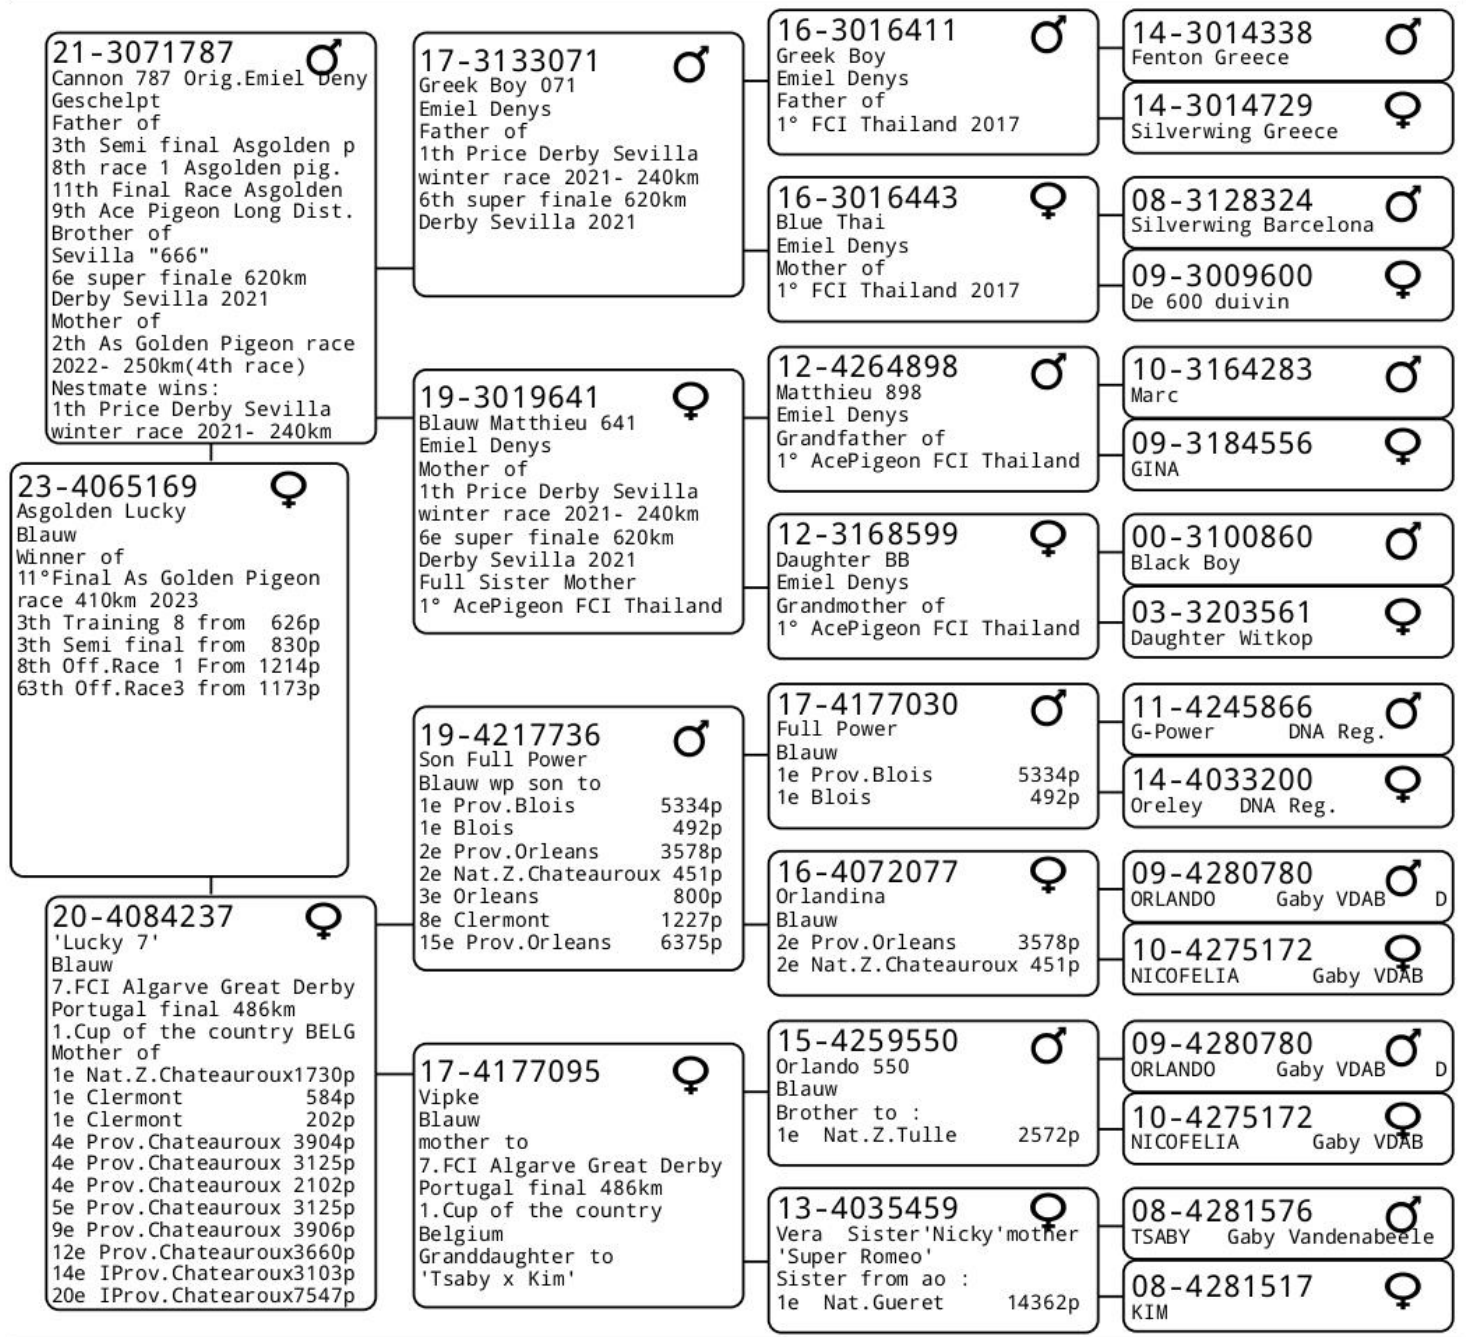 21-3071787
Cannon 787 Orig.Emiel Deny
Geschelpt
Father of
3th Semi final Asgolden p
8th race 1 Asgolden pig.
11th Final Race Asgolden
9th Ace Pigeon Long Dist.
Brother of
Sevilla "666"
6e super finale 620km
Derby Sevilla 2021
Mother of
2th As Golden Pigeon race
2022- 250km(4th race)
Nestmate wins:
1th Price Derby Sevilla
winter race 2021- 240km
23-4065169
Asgolden Lucky
Blauw
Winner of
11°Final As Golden Pigeon
race 410km 2023
3th Training 8 from 626p
3th Semi final from 830p
8th Off.Race 1 From 1214p
63th Off.Race3 from 1173p
20-4084237
'Lucky 7'
Blauw
7.FCI Algarve Great Derby
Portugal final 486km
1.Cup of the country BELG
Mother of
1e Nat.Z.Chateauroux1730p
1e Clermont 584p
1e Clermont 202p
4e Prov.Chateauroux 3904p
4e Prov.Chateauroux 3125p
4e Prov.Chateauroux 2102p
5e Prov.Chateauroux 3125p
9e Prov.Chateauroux 3906p
12e Prov.Chateauroux3660p
14e IProv.Chatearoux3103p
20e IProv.Chatearoux7547p
17-3133071
Greek Boy 071
Emiel Denys
Father of
1th Price Derby Sevilla
winter race 2021- 240km
6th super finale 620km
Derby Sevilla 2021
19-3019641
Blauw Matthieu 641
Emiel Denys
Mother of
1th Price Derby Sevilla
winter race 2021- 240km
6e super finale 620km
Derby Sevilla 2021
Full Sister Mother
1° AcePigeon FCI Thailand
19-4217736
Son Full Power
Blauw wp son to
1e Prov.Blois 5334p
1e Blois 492p
2e Prov.Orleans 3578p
2e Nat.Z.Chateauroux 451p
3e Orleans 800p
8e Clermont 1227p
15e Prov.Orleans 6375p
17-4177095
Vipke
Blauw
mother to
7.FCI Algarve Great Derby
Portugal final 486km
1.Cup of the country
Belgium
Granddaughter to
'Tsaby x Kim'
16-3016411
Greek Boy
Emiel Denys
Father of
1° FCI Thailand 2017
16-3016443
Blue Thai
Emiel Denys
Mother of
1° FCI Thailand 2017
12-4264898
Matthieu 898
Emiel Denys
Grandfather of
1° AcePigeon FCI Thailand
12-3168599
Daughter BB
Emiel Denys
Grandmother of
1° AcePigeon FCI Thailand
17-4177030
Full Power
Blauw
1e Prov.Blois 5334p
1e Blois 492p
16-4072077
Orlandina
Blauw
2e Prov.Orleans 3578p
2e Nat.Z.Chateauroux 451p
15-4259550
Orlando 550
Blauw
Brother to :
1e Nat.Z.Tulle 2572p
13-4035459
Vera Sister'Nicky'mother
'Super Romeo'
Sister from ao :
1e Nat.Gueret 14362p
14-3014338
Fenton Greece
14-3014729
Silverwing Greece
08-3128324
Silverwing Barcelona
09-3009600
De 600 duivin
10-3164283
Marc
09-3184556
GINA
00-3100860
Black Boy
03-3203561
Daughter Witkop
11-4245866
G-Power DNA Reg.
14-4033200
Oreley DNA Reg.
09-4280780
ORLANDO Gaby VDAB D
10-4275172
NICOFELIA Gaby VDAB
09-4280780
ORLANDO Gaby VDAB D
10-4275172
NICOFELIA Gaby VDAB
08-4281576
TSABY Gaby Vandenabeele
08-4281517
KIM